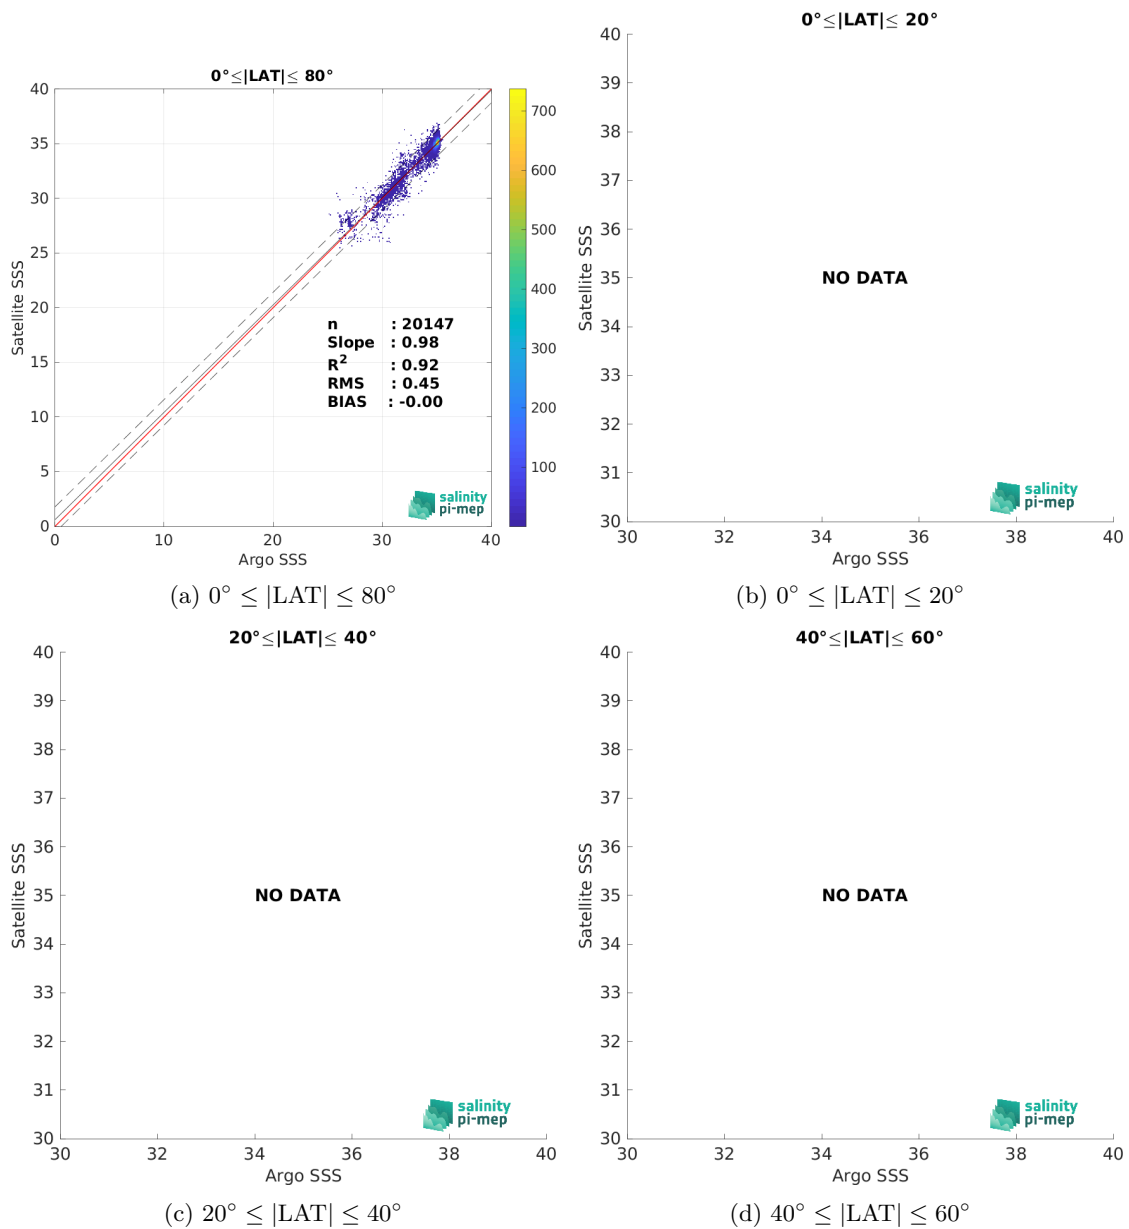 0°≤|LAT|≤ 80°
40
35
30
25
20
15
10
5
0
0
10
20
30
40
Satellite SSS
Argo SSS
n : 20147
Slope : 0.98
R² : 0.92
RMS : 0.45
BIAS : -0.00
salinity
pi-mep
700
600
500
400
300
200
100
(a) 0° ≤ |LAT| ≤ 80°
0°≤|LAT|≤ 20°
40
39
38
37
36
35
34
33
32
31
30
30
32
34
36
38
40
Satellite SSS
Argo SSS
NO DATA
salinity
pi-mep
(b) 0° ≤ |LAT| ≤ 20°
20°≤|LAT|≤ 40°
40
39
38
37
36
35
34
33
32
31
30
30
32
34
36
38
40
Satellite SSS
Argo SSS
NO DATA
salinity
pi-mep
(c) 20° ≤ |LAT| ≤ 40°
40°≤|LAT|≤ 60°
40
39
38
37
36
35
34
33
32
31
30
30
32
34
36
38
40
Satellite SSS
Argo SSS
NO DATA
salinity
pi-mep
(d) 40° ≤ |LAT| ≤ 60°